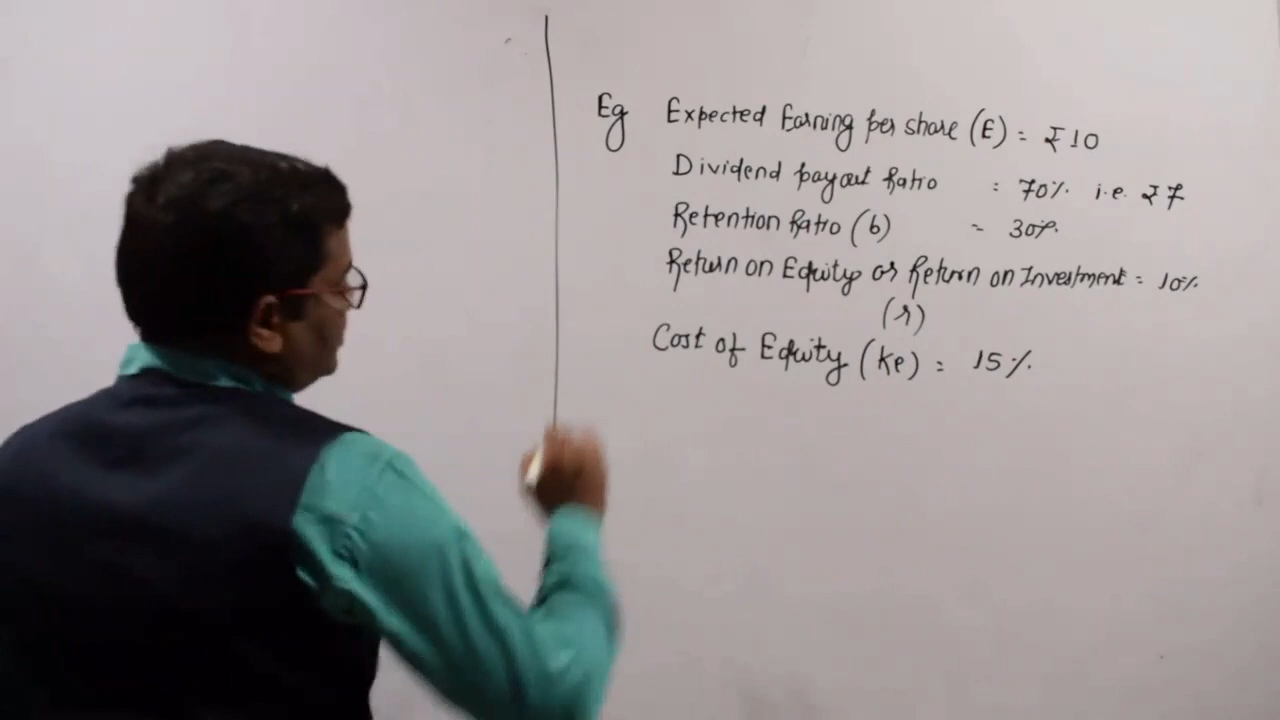 Eg Expected Earning per share (E) = ₹10
Dividend payout Ratio = 70% i.e. ₹7
Retention Ratio (b) = 30%
Return on Equity or Return on Investment = 10%
(r)
Cost of Equity (Ke) = 15%